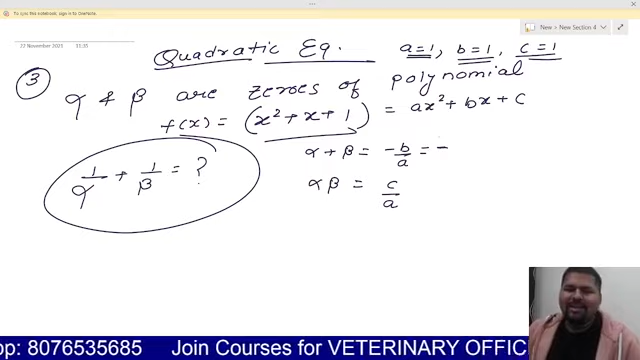 New > New Section 4
To sync this notebook, sign in to OneNote.
22 November 2021 11:35
Quadratic Eq.
a=1, b=1, c=1
③ α & β are zeroes of polynomial
f(x) = (x² + x + 1) = ax² + bx + c
1/α + 1/β = ?
α + β = -b/a = -
αβ = c/a
pp: 8076535685 Join Courses for VETERINARY OFFIC